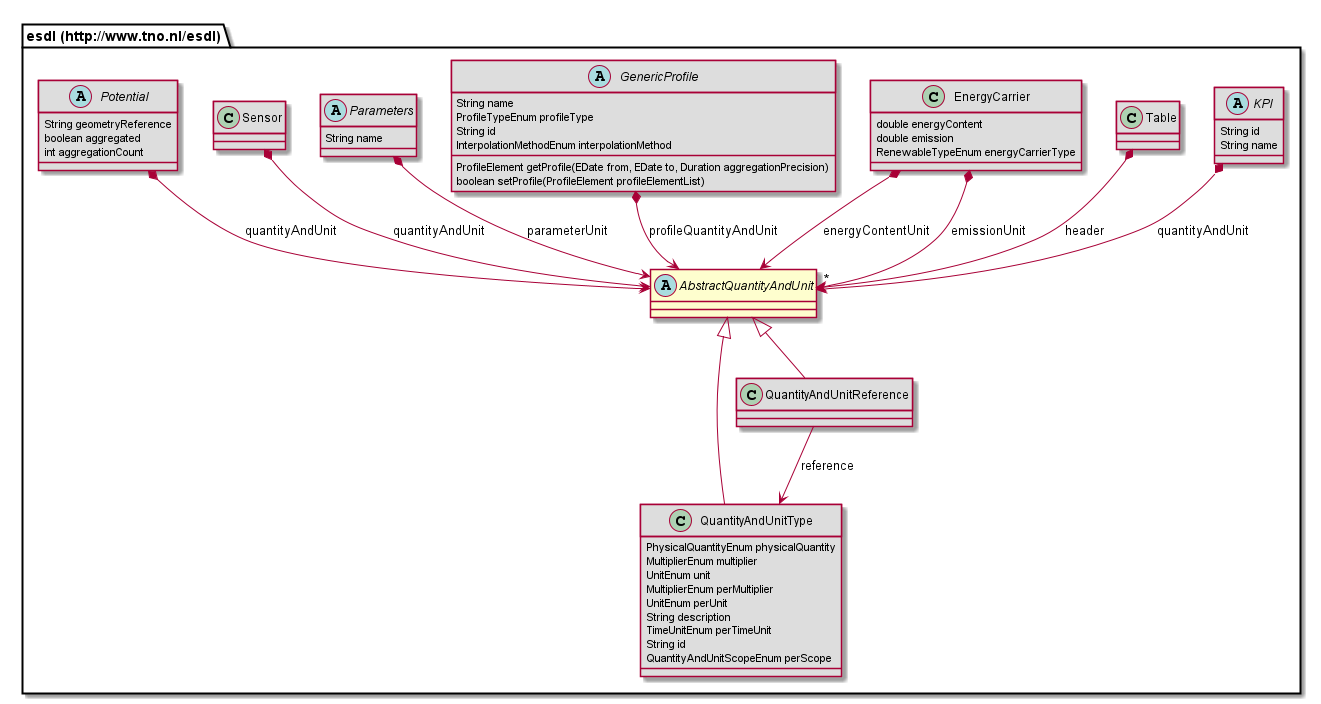 esdl (http://www.tno.nl/esdl)
A Potential
String geometryReference
boolean aggregated
int aggregationCount
C Sensor
A Parameters
String name
A GenericProfile
String name
ProfileTypeEnum profileType
String id
InterpolationMethodEnum interpolationMethod
ProfileElement getProfile(EDate from, EDate to, Duration aggregationPrecision)
boolean setProfile(ProfileElement profileElementList)
C EnergyCarrier
double energyContent
double emission
RenewableTypeEnum energyCarrierType
C Table
A KPI
String id
String name
quantityAndUnit
quantityAndUnit
parameterUnit
profileQuantityAndUnit
energyContentUnit
emissionUnit
header
quantityAndUnit
*
A AbstractQuantityAndUnit
C QuantityAndUnitReference
reference
C QuantityAndUnitType
PhysicalQuantityEnum physicalQuantity
MultiplierEnum multiplier
UnitEnum unit
MultiplierEnum perMultiplier
UnitEnum perUnit
String description
TimeUnitEnum perTimeUnit
String id
QuantityAndUnitScopeEnum perScope